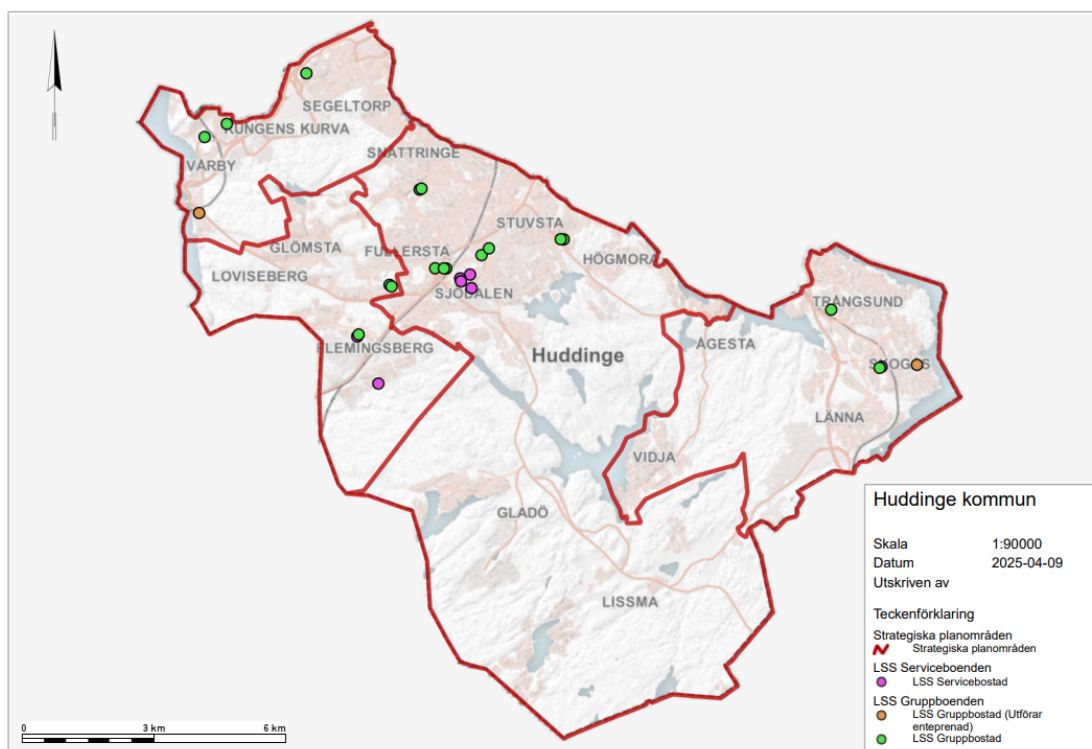 SEGELTORP
KUNGENS KURVA
SNÄTTRINGE
VÅRBY
STUVSTA
GLÖMSTA
FULLERSTA
HÖGMORA
LOVISEBERG
SJÖDALEN
TRÅNGSUND
FLEMINGSBERG
ÅGESTA
Huddinge
SKOGÅS
LÄNNA
VIDJA
GLADÖ
LISSMA
Huddinge kommun
Skala 1:90000
Datum 2025-04-09
Utskriven av
Teckenförklaring
Strategiska planområden
Strategiska planområden
LSS Serviceboenden
LSS Servicebostad
LSS Gruppboenden
LSS Gruppbostad (Utförar
enteprenad)
LSS Gruppbostad
0 3 km 6 km